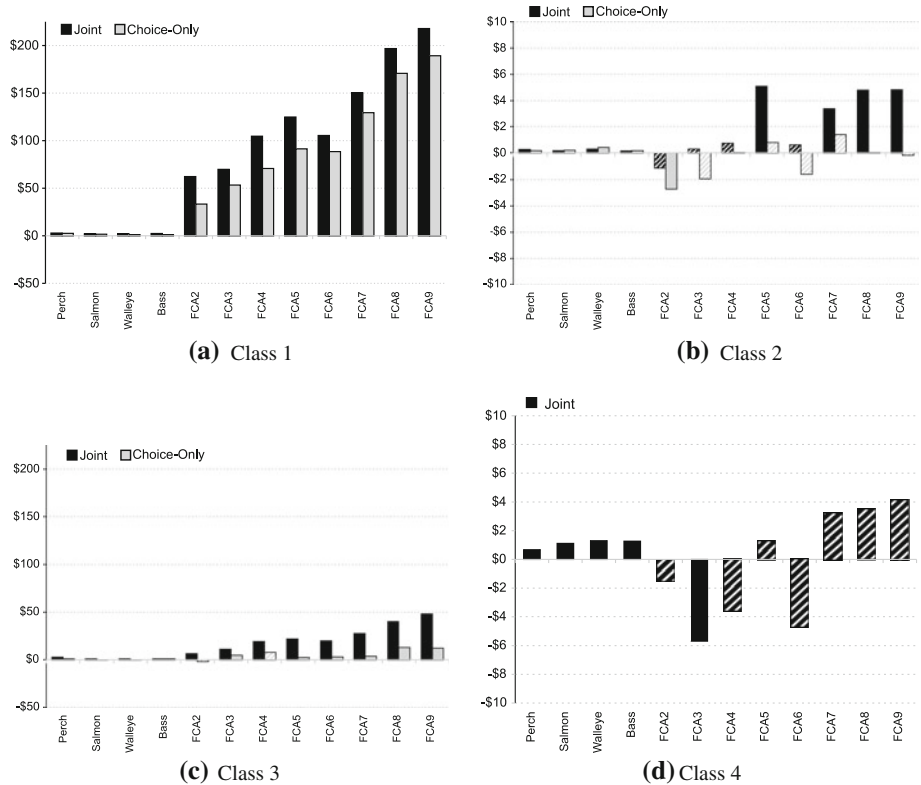 Joint Choice-Only
$200
$150
$100
$50
$0
-$50
Perch Salmon Walleye Bass FCA2 FCA3 FCA4 FCA5 FCA6 FCA7 FCA8 FCA9
(a) Class 1
$10
Joint Choice-Only
$8
$6
$4
$2
$0
-$2
-$4
-$6
-$8
-$10
Perch Salmon Walleye Bass FCA2 FCA3 FCA4 FCA5 FCA6 FCA7 FCA8 FCA9
(b) Class 2
Joint Choice-Only
$200
$150
$100
$50
$0
-$50
Perch Salmon Walleye Bass FCA2 FCA3 FCA4 FCA5 FCA6 FCA7 FCA8 FCA9
(c) Class 3
$10
Joint
$8
$6
$4
$2
$0
-$2
-$4
-$6
-$8
-$10
Perch Salmon Walleye Bass FCA2 FCA3 FCA4 FCA5 FCA6 FCA7 FCA8 FCA9
(d) Class 4